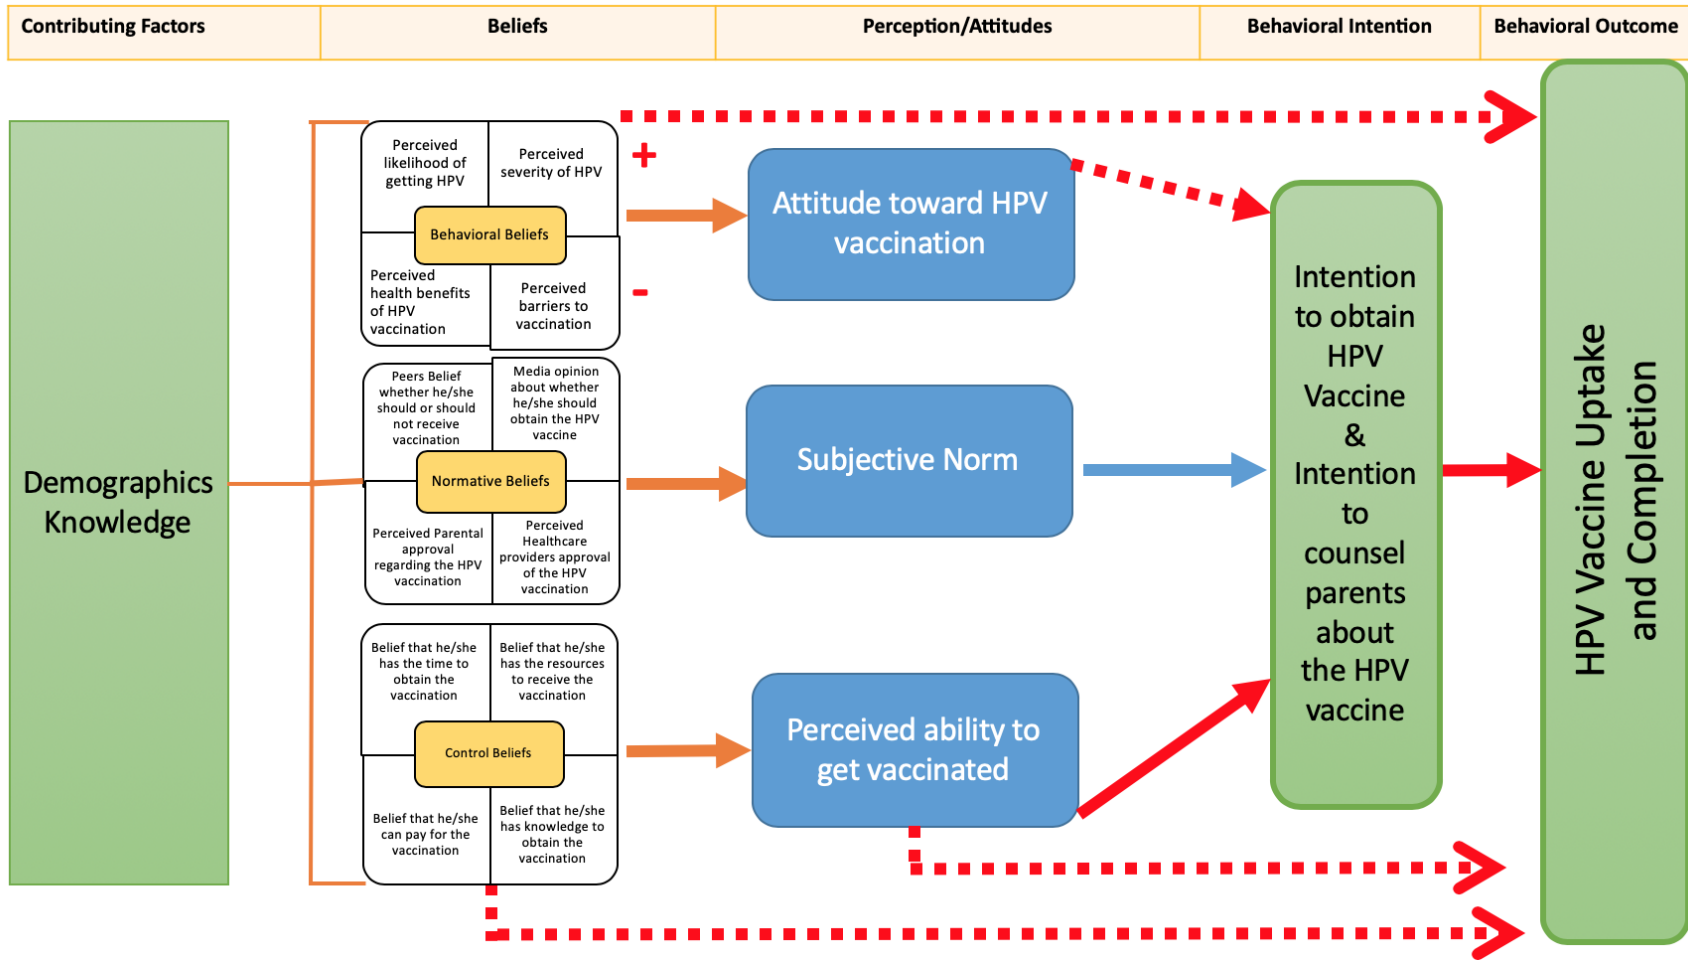 Contributing Factors
Beliefs
Perception/Attitudes
Behavioral Intention
Behavioral Outcome
Demographics
Knowledge
Perceived
likelihood of
getting HPV
Perceived
severity of HPV
Behavioral Beliefs
Perceived
health benefits
of HPV
vaccination
Perceived
barriers to
vaccination
+
-
Peers Belief
whether he/she
should or should
not receive
vaccination
Media opinion
about whether
he/she should
obtain the HPV
vaccine
Normative Beliefs
Perceived Parental
approval
regarding the HPV
vaccination
Perceived
Healthcare
providers approval
of the HPV
vaccination
Belief that he/she
has the time to
obtain the
vaccination
Belief that he/she
has the resources
to receive the
vaccination
Control Beliefs
Belief that he/she
can pay for the
vaccination
Belief that he/she
has knowledge to
obtain the
vaccination
Attitude toward HPV
vaccination
Subjective Norm
Perceived ability to
get vaccinated
Intention
to obtain
HPV
Vaccine
&
Intention
to
counsel
parents
about
the HPV
vaccine
HPV Vaccine Uptake
and Completion